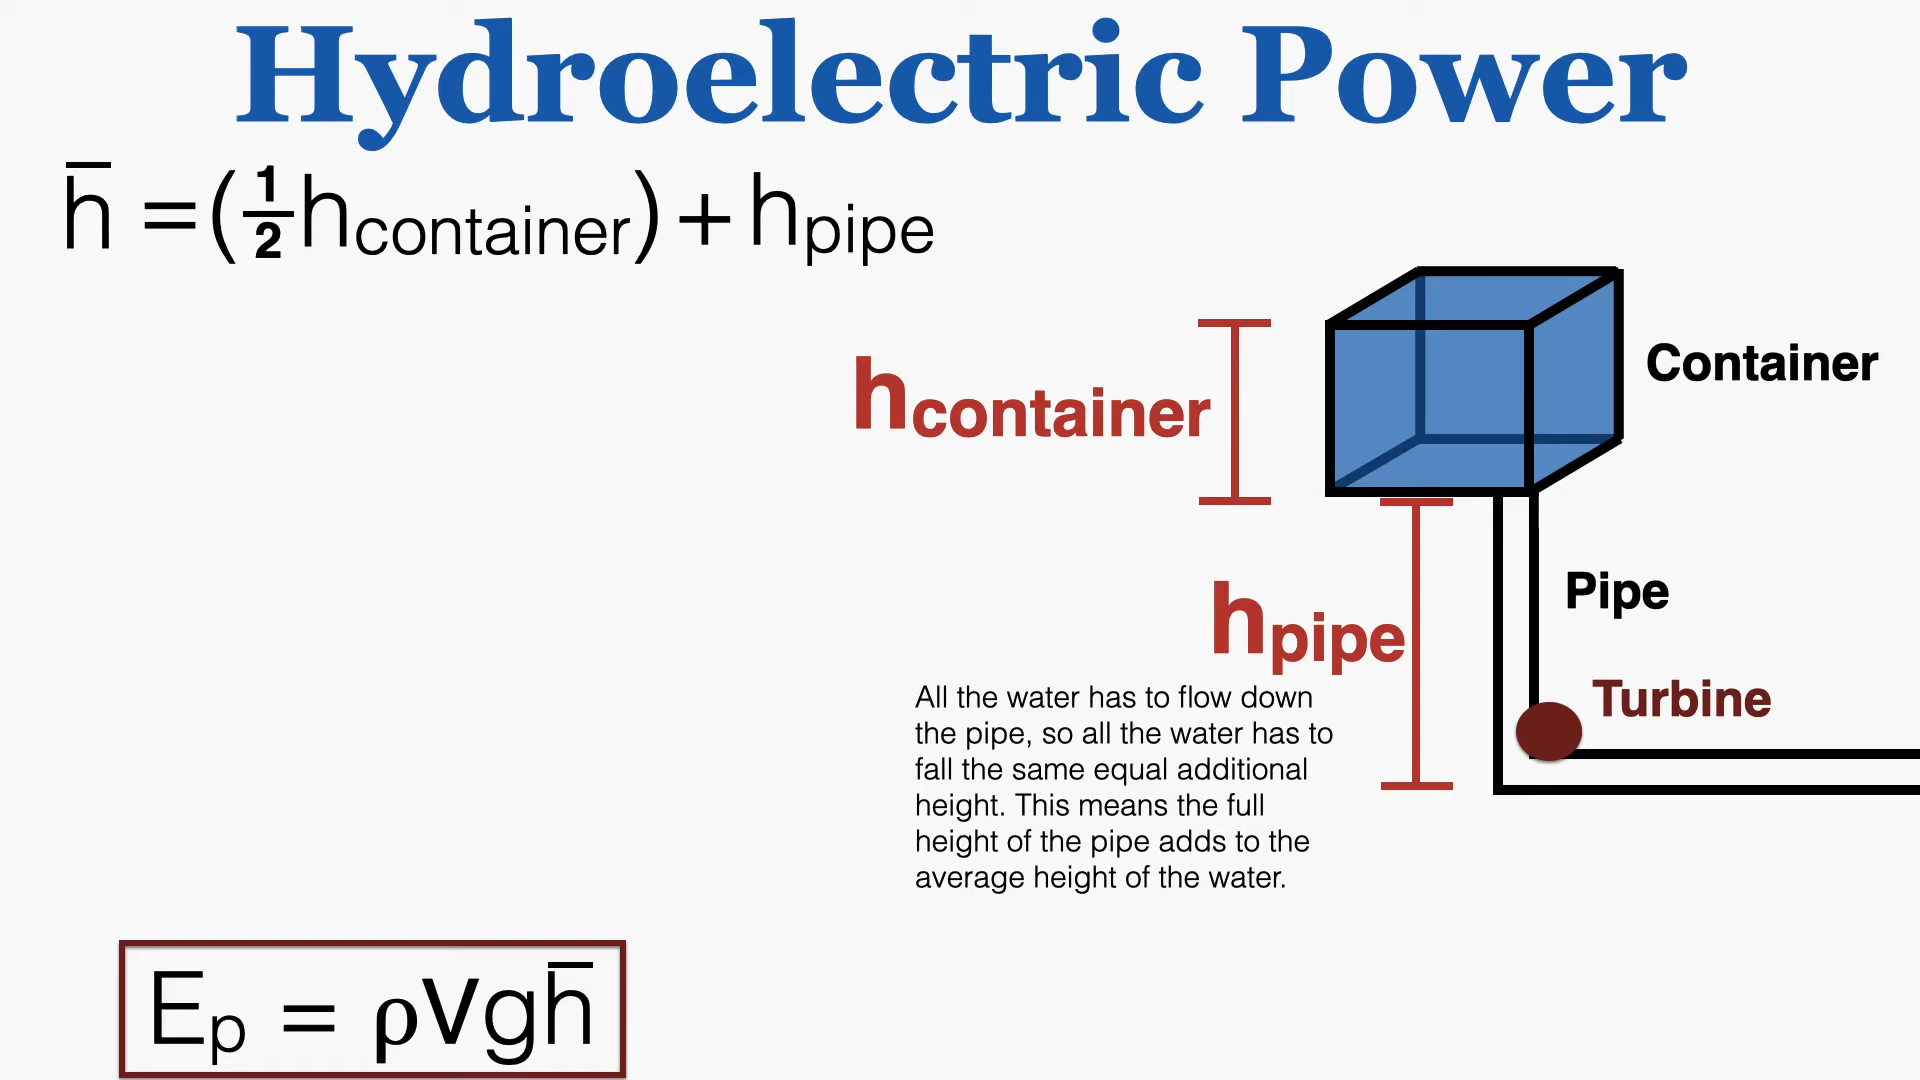 Hydroelectric Power
h̅ = (½hcontainer) + hpipe
hcontainer
Container
hpipe
Pipe
Turbine
All the water has to flow down
the pipe, so all the water has to
fall the same equal additional
height. This means the full
height of the pipe adds to the
average height of the water.
Ep = ρVgh̅